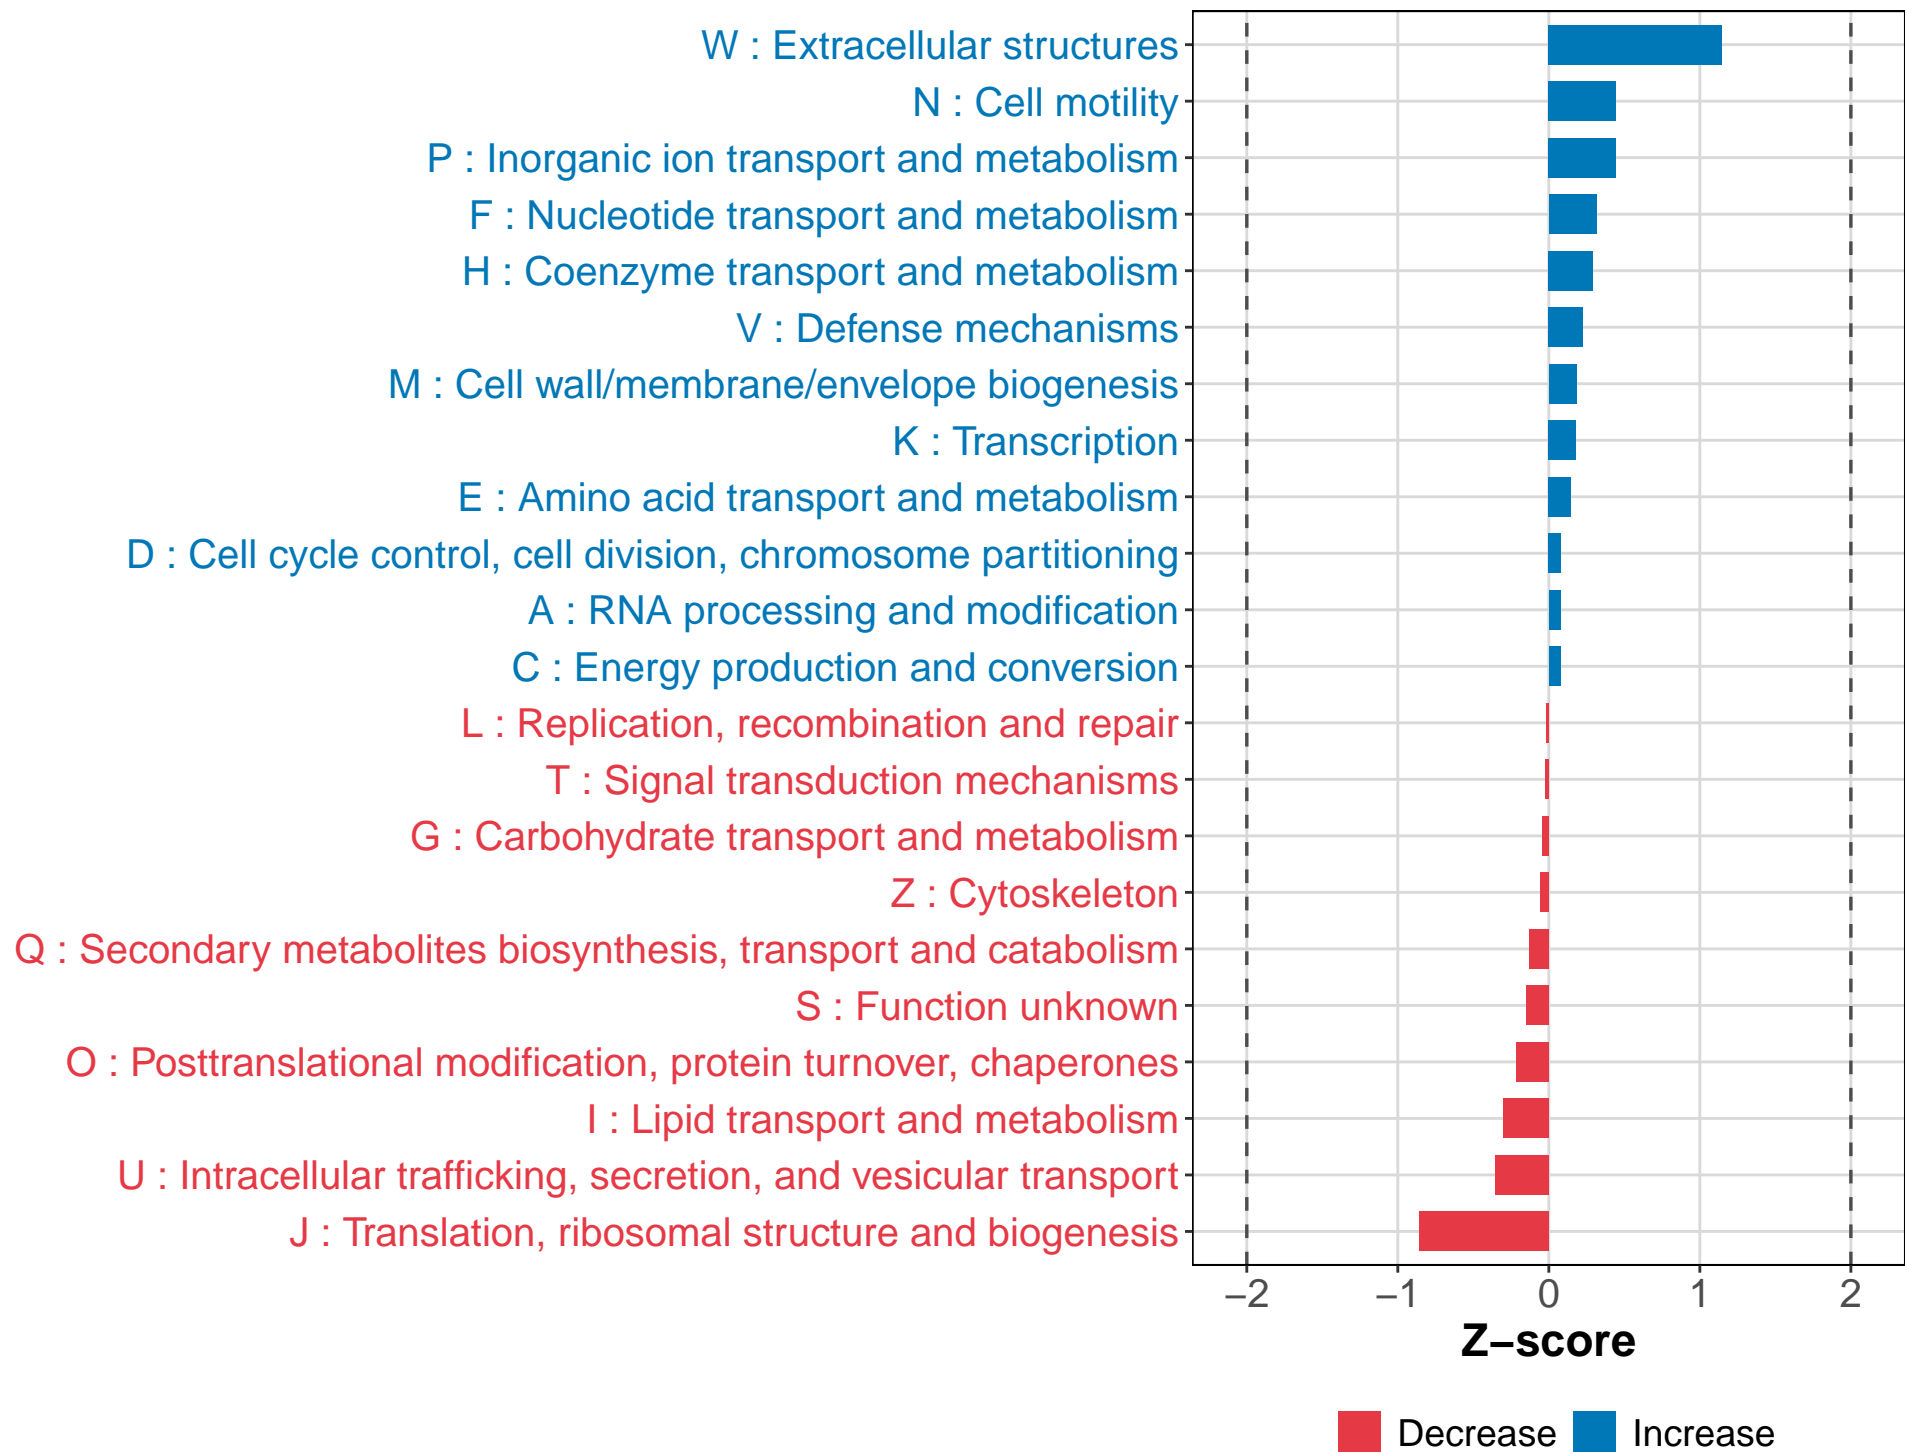 W : Extracellular structures
N : Cell motility
P : Inorganic ion transport and metabolism
F : Nucleotide transport and metabolism
H : Coenzyme transport and metabolism
V : Defense mechanisms
M : Cell wall/membrane/envelope biogenesis
K : Transcription
E : Amino acid transport and metabolism
D : Cell cycle control, cell division, chromosome partitioning
A : RNA processing and modification
C : Energy production and conversion
L : Replication, recombination and repair
T : Signal transduction mechanisms
G : Carbohydrate transport and metabolism
Z : Cytoskeleton
Q : Secondary metabolites biosynthesis, transport and catabolism
S : Function unknown
O : Posttranslational modification, protein turnover, chaperones
I : Lipid transport and metabolism
U : Intracellular trafficking, secretion, and vesicular transport
J : Translation, ribosomal structure and biogenesis
−2 −1 0 1 2
Z−score
Decrease Increase